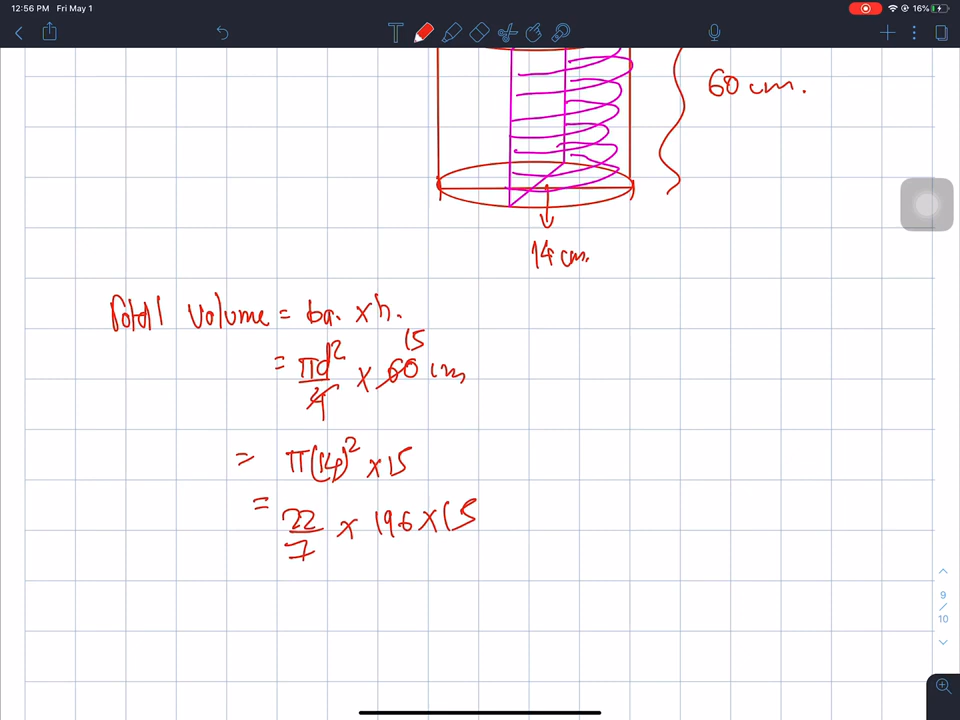 12:56 PM Fri May 1 16%
T
60 cm.
14 cm.
Total volume = ba. x h.
15
= πd²/4 x 60 cm
= π(14)² x 15
= 22/7 x 196 x 15
9
/
10